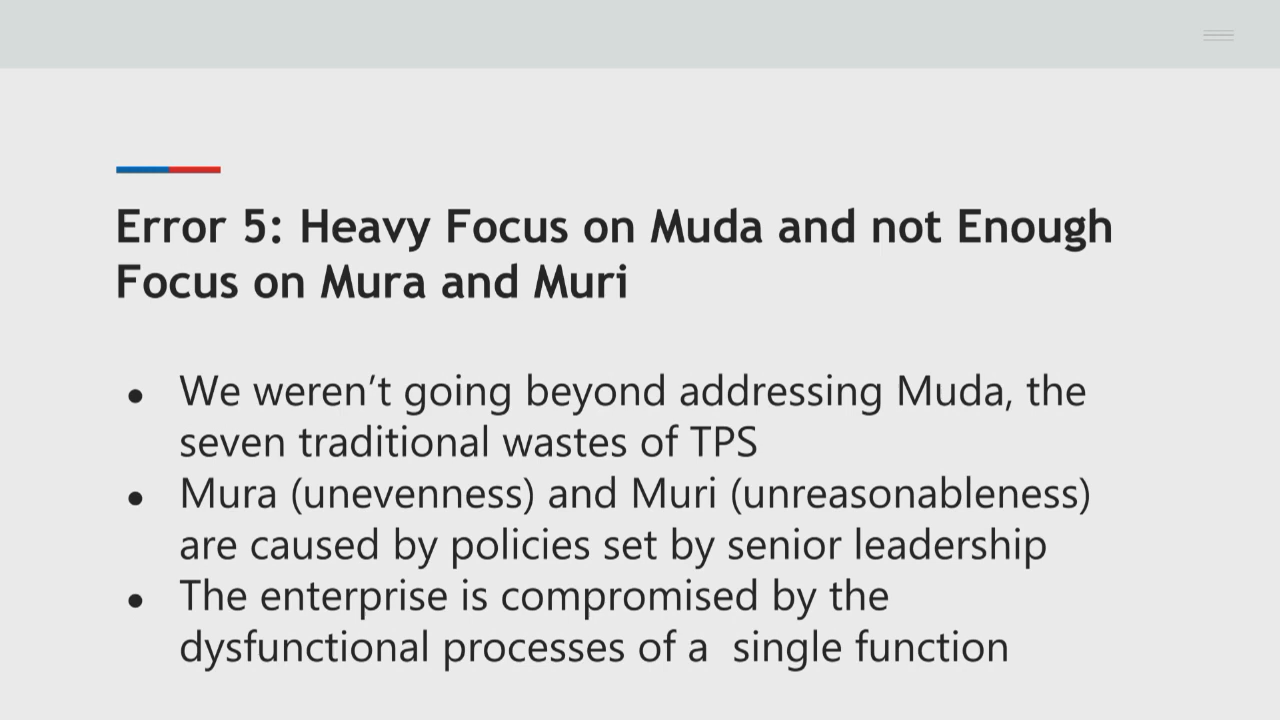 Error 5: Heavy Focus on Muda and not Enough
Focus on Mura and Muri
● We weren’t going beyond addressing Muda, the
seven traditional wastes of TPS
● Mura (unevenness) and Muri (unreasonableness)
are caused by policies set by senior leadership
● The enterprise is compromised by the
dysfunctional processes of a  single function